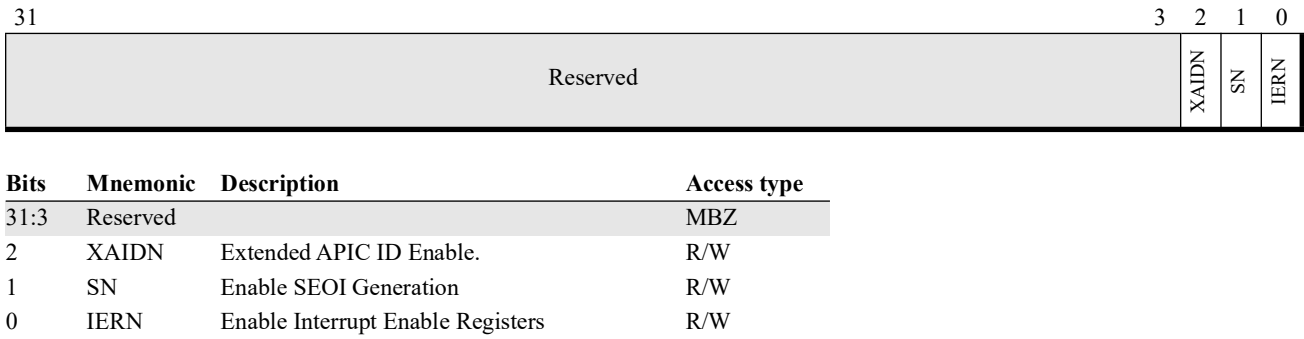 31 3 2 1 0
Reserved XAIDN SN IERN
Bits Mnemonic Description Access type
31:3 Reserved MBZ
2 XAIDN Extended APIC ID Enable. R/W
1 SN Enable SEOI Generation R/W
0 IERN Enable Interrupt Enable Registers R/W